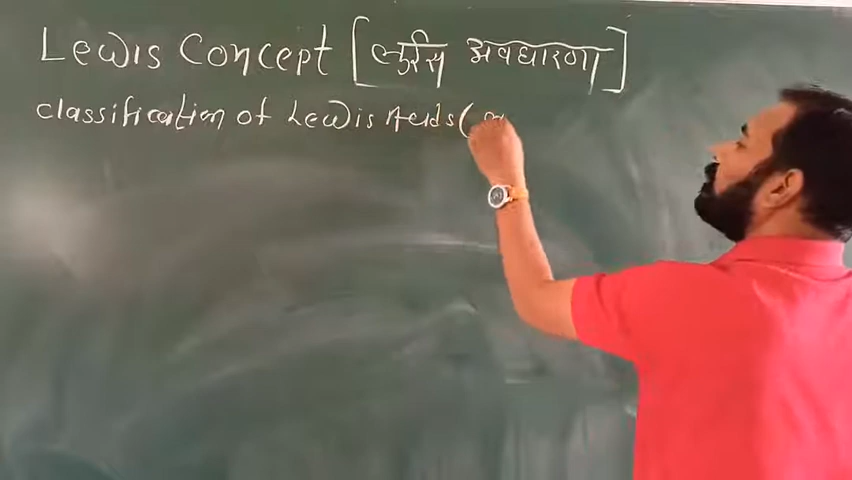 Lewis Concept [लुईस अवधारणा]
classification of Lewis Acids (